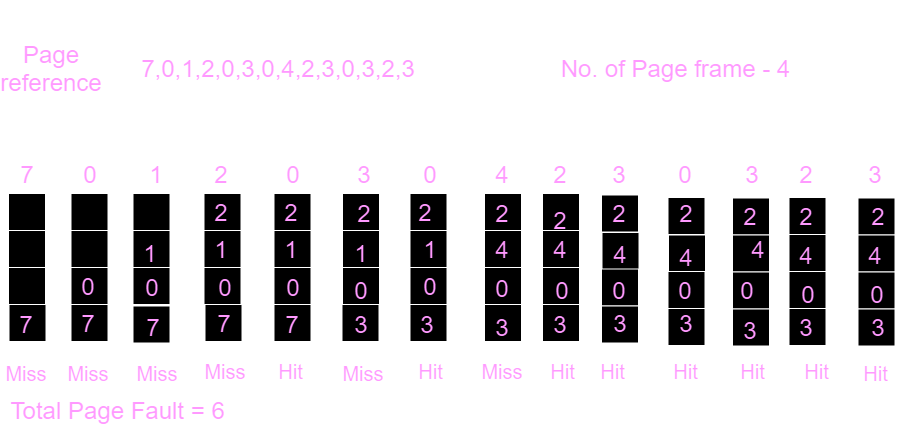 Page
reference
7,0,1,2,0,3,0,4,2,3,0,3,2,3
No. of Page frame - 4
7 0 1 2 0 3 0 4 2 3 0 3 2 3
2 2 2 2 2 2 2 2 2 2 2
1 1 1 1 1 4 4 4 4 4 4 4
0 0 0 0 0 0 0 0 0 0 0 0 0
7 7 7 7 7 3 3 3 3 3 3 3 3 3
Miss Miss Miss Miss Hit Miss Hit Miss Hit Hit Hit Hit Hit Hit
Total Page Fault = 6